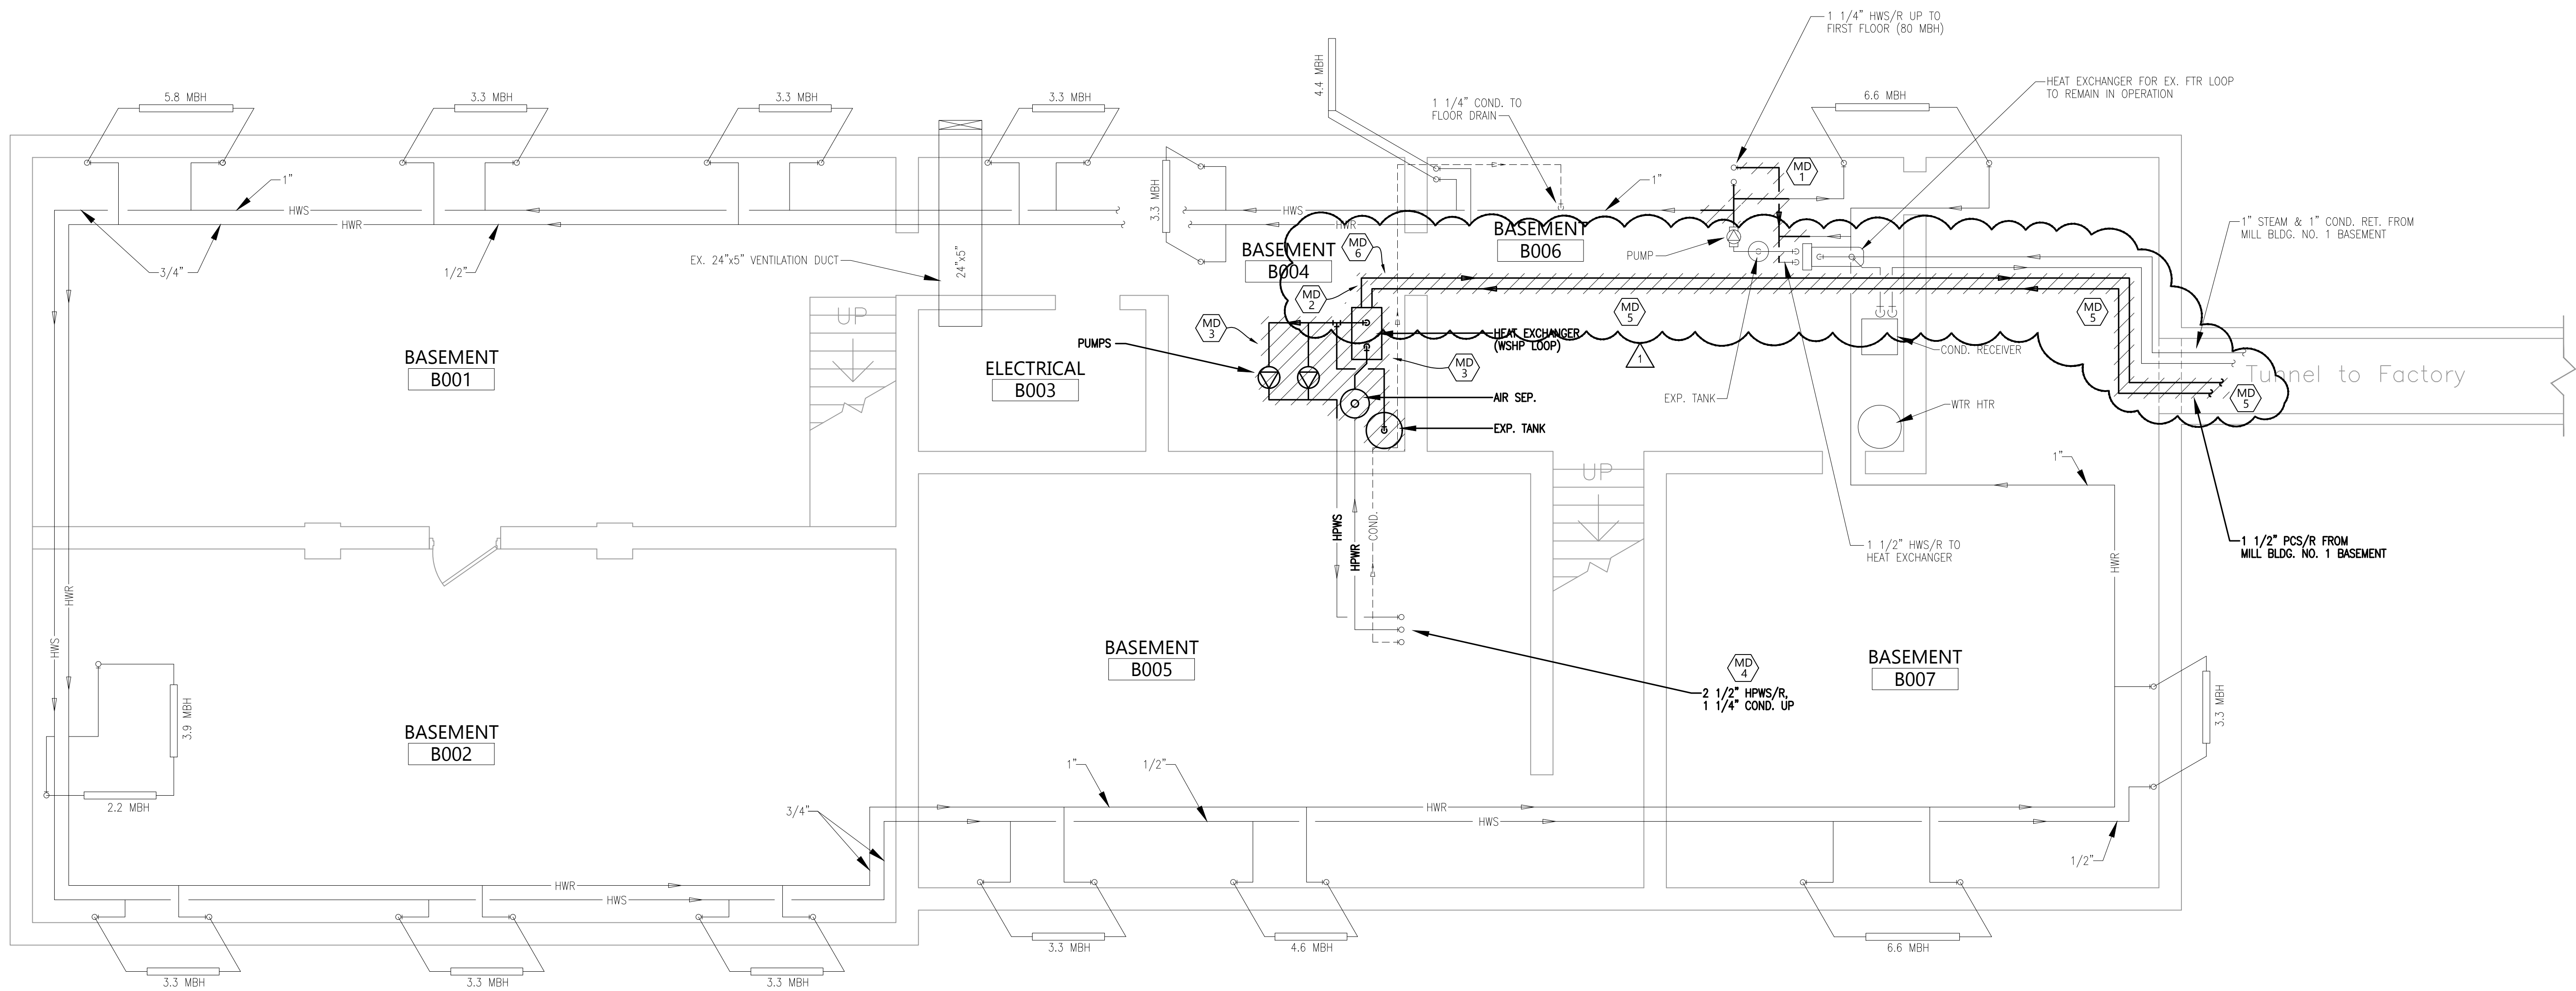 1 1/4" HWS/R UP TO
FIRST FLOOR (80 MBH)
4.4 MBH
HEAT EXCHANGER FOR EX. FTR LOOP
TO REMAIN IN OPERATION
5.8 MBH
3.3 MBH
3.3 MBH
3.3 MBH
1 1/4" COND. TO
FLOOR DRAIN
6.6 MBH
MD
1
1"
3.3 MBH
1"
HWS
HWS
HWR
HWR
BASEMENT
B006
1" STEAM & 1" COND. RET. FROM
MILL BLDG. NO. 1 BASEMENT
MD
6
BASEMENT
B004
PUMP
EX. 24"x5" VENTILATION DUCT
24"x5"
3/4"
1/2"
MD
2
MD
5
MD
5
UP
MD
3
PUMPS
HEAT EXCHANGER
(WSHP LOOP)
1
COND. RECEIVER
BASEMENT
B001
ELECTRICAL
B003
MD
3
Tunnel to Factory
AIR SEP.
EXP. TANK
WTR HTR
MD
5
EXP. TANK
UP
1"
HPWS
HPWR
COND.
1 1/2" HWS/R TO
HEAT EXCHANGER
HWR
1 1/2" PCS/R FROM
MILL BLDG. NO. 1 BASEMENT
HWR
HWS
BASEMENT
B005
BASEMENT
B007
MD
4
2 1/2" HPWS/R,
1 1/4" COND. UP
3.9 MBH
3.3 MBH
BASEMENT
B002
1"
1/2"
2.2 MBH
3/4"
HWR
HWS
1/2"
HWR
HWS
3.3 MBH
4.6 MBH
6.6 MBH
3.3 MBH
3.3 MBH
3.3 MBH